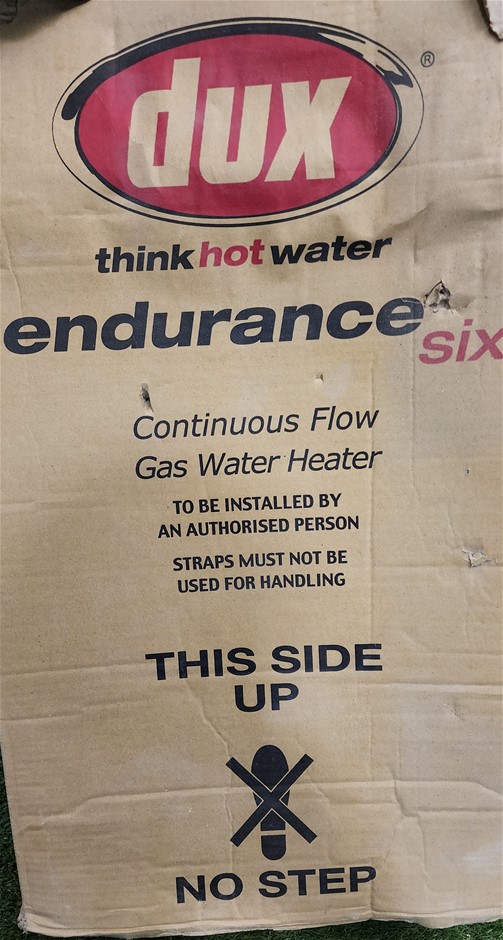 dux ®
think hot water
endurance six
Continuous Flow
Gas Water Heater
TO BE INSTALLED BY
AN AUTHORISED PERSON
STRAPS MUST NOT BE
USED FOR HANDLING
THIS SIDE
UP
NO STEP